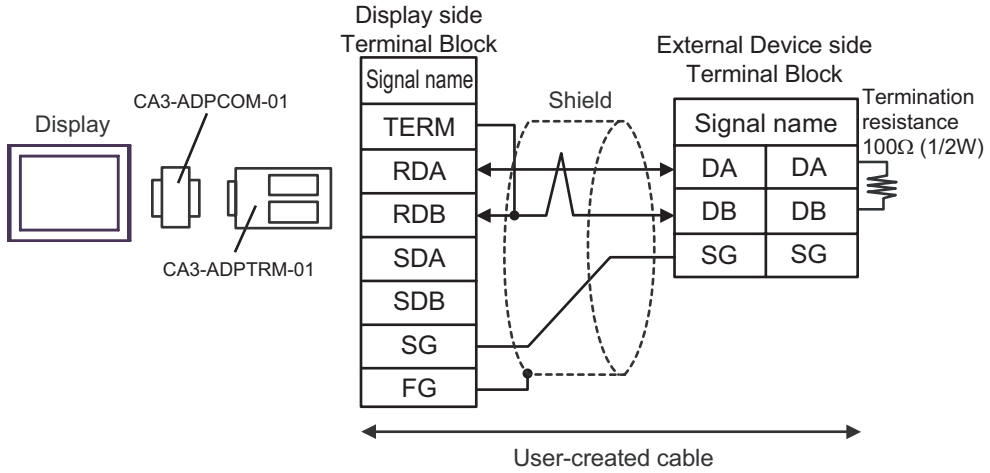 Display side
Terminal Block
External Device side
Terminal Block
Signal name
CA3-ADPCOM-01
Display
CA3-ADPTRM-01
TERM
RDA
RDB
SDA
SDB
SG
FG
Shield
Signal name
DA DA
DB DB
SG SG
Termination
resistance
100Ω (1/2W)
User-created cable